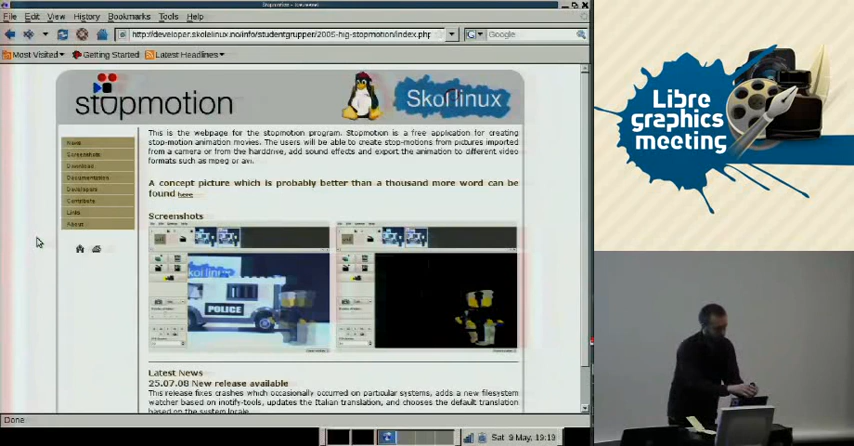 Stopmotion - Iceweasel
File Edit View History Bookmarks Tools Help
http://developer.skolelinux.no/info/studentgrupper/2005-hig-stopmotion/index.php
Google
Most Visited Getting Started Latest Headlines
stopmotion
Skolelinux
News
Screenshots
Download
Documentation
Developers
Contribute
Links
About
This is the webpage for the stopmotion program. Stopmotion is a free application for creating
stop-motion animation movies. The users will be able to create stop-motions from pictures imported
from a camera or from the harddrive, add sound effects and export the animation to different video
formats such as mpeg or avi.
A concept picture which is probably better than a thousand more word can be
found here
Screenshots
POLICE
Latest News
25.07.08 New release available
This release fixes crashes which occasionally occurred on particular systems, adds a new filesystem
watcher based on inotify-tools, updates the Italian translation, and chooses the default translation
based on the system locale.
Done
Sat 9 May, 19:19
Libre
graphics
meeting